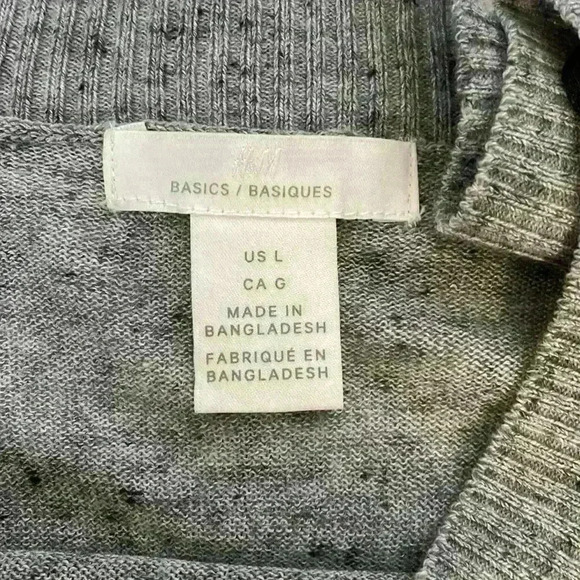 H&M
BASICS / BASIQUES
US L
CA G
MADE IN
BANGLADESH
FABRIQUÉ EN
BANGLADESH